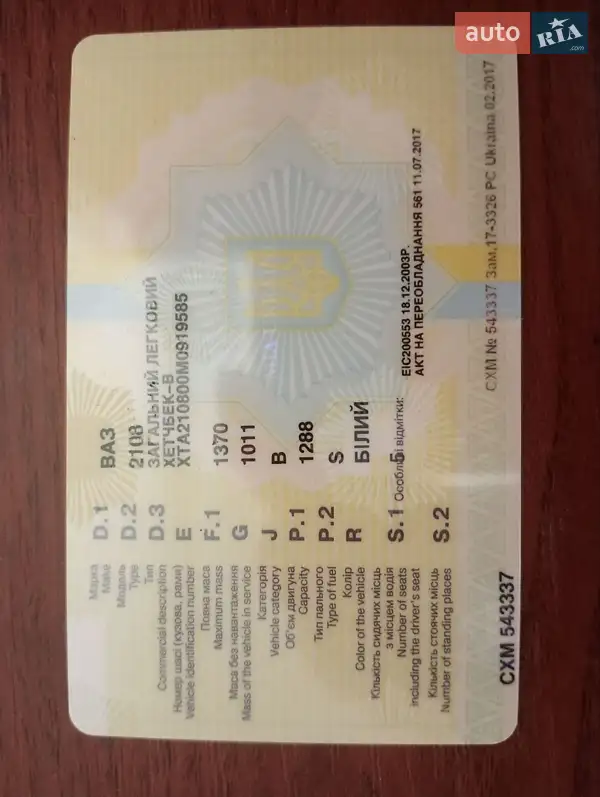 auto RIA .com
Марка D.1 ВАЗ
Make
Модель D.2 2108
Type
Тип D.3 ЗАГАЛЬНИЙ ЛЕГКОВИЙ
Commercial description ХЕТЧБЕК-В
Номер шасі (кузова, рами) E XTA210800M0919585
Vehicle identification number
Повна маса F.1 1370
Maximum mass
Маса без навантаження G 1011
Mass of the vehicle in service
Категорія J B
Vehicle category
Об'єм двигуна P.1 1288
Capacity
Тип пального P.2 S
Type of fuel
Колір R БІЛИЙ
Color of the vehicle
Кількість сидячих місць S.1 5
з місцем водія
Number of seats
including the driver's seat
Кількість стоячих місць S.2
Number of standing places
Особливі відмітки:
ЕІС200553 18.12.2003Р.
АКТ НА ПЕРЕОБЛАДНАННЯ 561 11.07.2017
СХМ № 543337 Зам.17-3326 РС Ukraina 02.2017
СХМ 543337